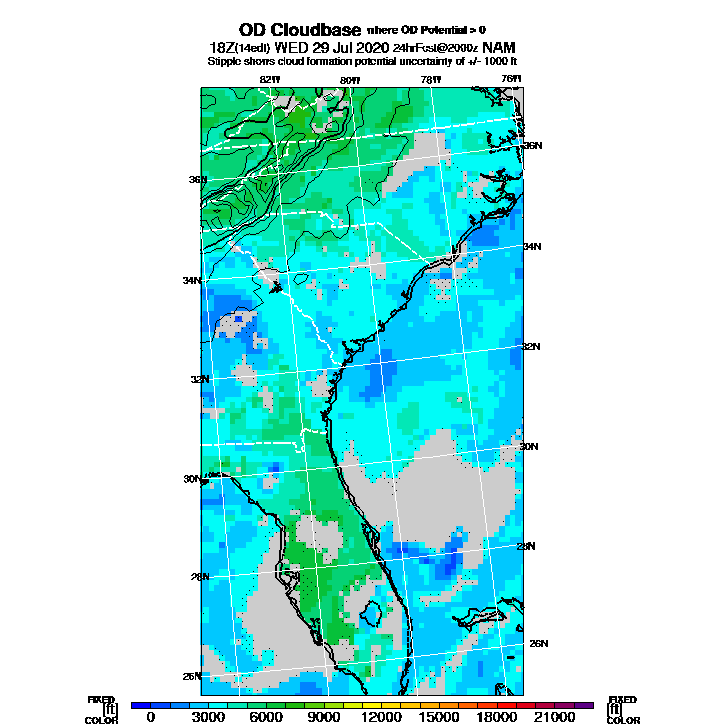 OD Cloudbase where OD Potential > 0
18Z(14edt) WED 29 Jul 2020 24hrFcst@2000z NAM
Stipple shows cloud formation potential uncertainty of +/- 1000 ft
82W 80W 78W 76W
36N 36N
34N 34N
32N 32N
30N 30N
28N 28N
26N 26N
FIXED FIXED
[ft] 0 3000 6000 9000 12000 15000 18000 21000 [ft]
COLOR COLOR